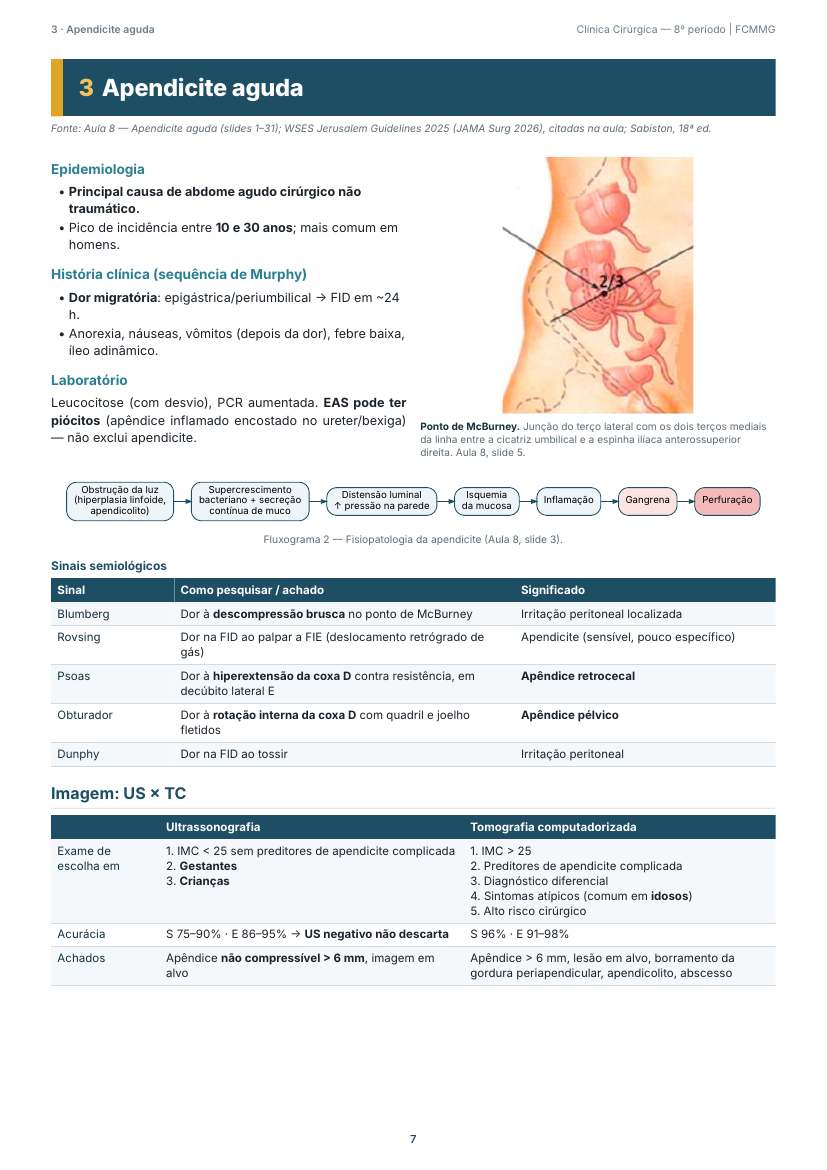 3 · Apendicite aguda
Clínica Cirúrgica — 8º período | FCMMG
3 Apendicite aguda
Fonte: Aula 8 — Apendicite aguda (slides 1–31); WSES Jerusalem Guidelines 2025 (JAMA Surg 2026), citadas na aula; Sabiston, 18ª ed.
Epidemiologia
• Principal causa de abdome agudo cirúrgico não
traumático.
• Pico de incidência entre 10 e 30 anos; mais comum em
homens.
História clínica (sequência de Murphy)
• Dor migratória: epigástrica/periumbilical → FID em ~24
h.
• Anorexia, náuseas, vômitos (depois da dor), febre baixa,
íleo adinâmico.
Laboratório
Leucocitose (com desvio), PCR aumentada. EAS pode ter
piócitos (apêndice inflamado encostado no ureter/bexiga)
— não exclui apendicite.
2/3
Ponto de McBurney. Junção do terço lateral com os dois terços mediais
da linha entre a cicatriz umbilical e a espinha ilíaca anterossuperior
direita. Aula 8, slide 5.
Obstrução da luz
(hiperplasia linfoide,
apendicolito)
Supercrescimento
bacteriano + secreção
contínua de muco
Distensão luminal
↑ pressão na parede
Isquemia
da mucosa
Inflamação
Gangrena
Perfuração
Fluxograma 2 — Fisiopatologia da apendicite (Aula 8, slide 3).
Sinais semiológicos
Sinal Como pesquisar / achado Significado
Blumberg Dor à descompressão brusca no ponto de McBurney Irritação peritoneal localizada
Rovsing Dor na FID ao palpar a FIE (deslocamento retrógrado de Apendicite (sensível, pouco específico)
gás)
Psoas Dor à hiperextensão da coxa D contra resistência, em Apêndice retrocecal
decúbito lateral E
Obturador Dor à rotação interna da coxa D com quadril e joelho Apêndice pélvico
fletidos
Dunphy Dor na FID ao tossir Irritação peritoneal
Imagem: US × TC
Ultrassonografia Tomografia computadorizada
Exame de 1. IMC < 25 sem preditores de apendicite complicada 1. IMC > 25
escolha em 2. Gestantes 2. Preditores de apendicite complicada
3. Crianças 3. Diagnóstico diferencial
4. Sintomas atípicos (comum em idosos)
5. Alto risco cirúrgico
Acurácia S 75–90% · E 86–95% → US negativo não descarta S 96% · E 91–98%
Achados Apêndice não compressível > 6 mm, imagem em Apêndice > 6 mm, lesão em alvo, borramento da
alvo gordura periapendicular, apendicolito, abscesso
7